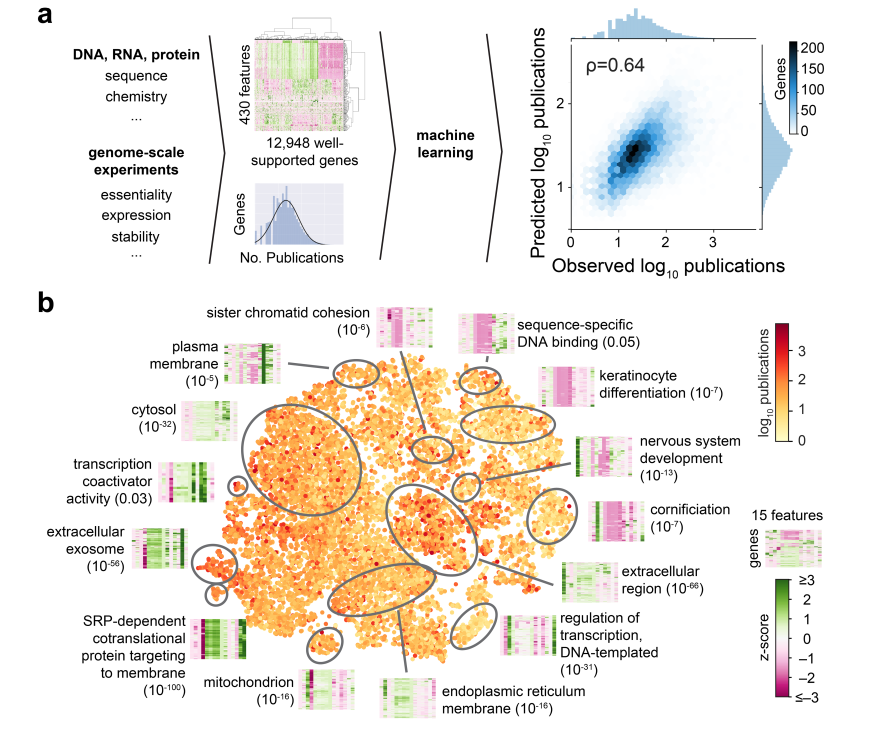 a
DNA, RNA, protein
sequence
chemistry
...
genome-scale
experiments
essentiality
expression
stability
...
430 features
12,948 well-
supported genes
Genes
No. Publications
machine
learning
ρ=0.64
Predicted log10 publications
2
1
0
1
2
3
Observed log10 publications
Genes
200
150
100
50
0
b
sister chromatid cohesion
(10-6)
sequence-specific
DNA binding (0.05)
plasma
membrane
(10-5)
keratinocyte
differentiation (10-7)
cytosol
(10-32)
nervous system
development
(10-13)
transcription
coactivator
activity (0.03)
cornificiation
(10-7)
extracellular
exosome
(10-56)
extracellular
region (10-66)
SRP-dependent
cotranslational
protein targeting
to membrane
(10-100)
regulation of
transcription,
DNA-templated
(10-31)
mitochondrion
(10-16)
endoplasmic reticulum
membrane (10-16)
log10 publications
3
2
1
0
15 features
genes
z-score
≥3
2
1
0
−1
−2
≤−3